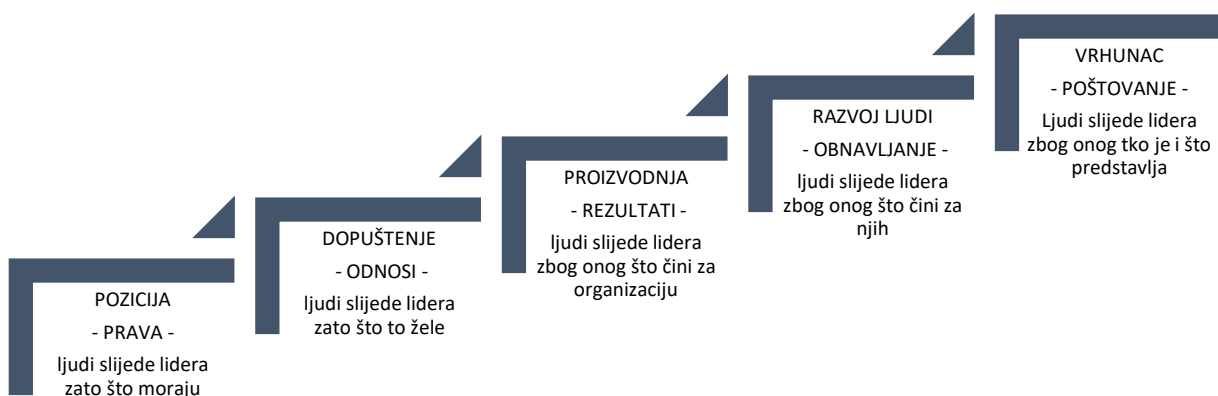 POZICIJA
- PRAVA -
ljudi slijede lidera
zato što moraju
DOPUŠTENJE
- ODNOSI -
ljudi slijede lidera
zato što to žele
PROIZVODNJA
- REZULTATI -
ljudi slijede lidera
zbog onog što čini za
organizaciju
RAZVOJ LJUDI
- OBNAVLJANJE -
ljudi slijede lidera
zbog onog što čini za
njih
VRHUNAC
- POŠTOVANJE -
Ljudi slijede lidera
zbog onog tko je i što
predstavlja